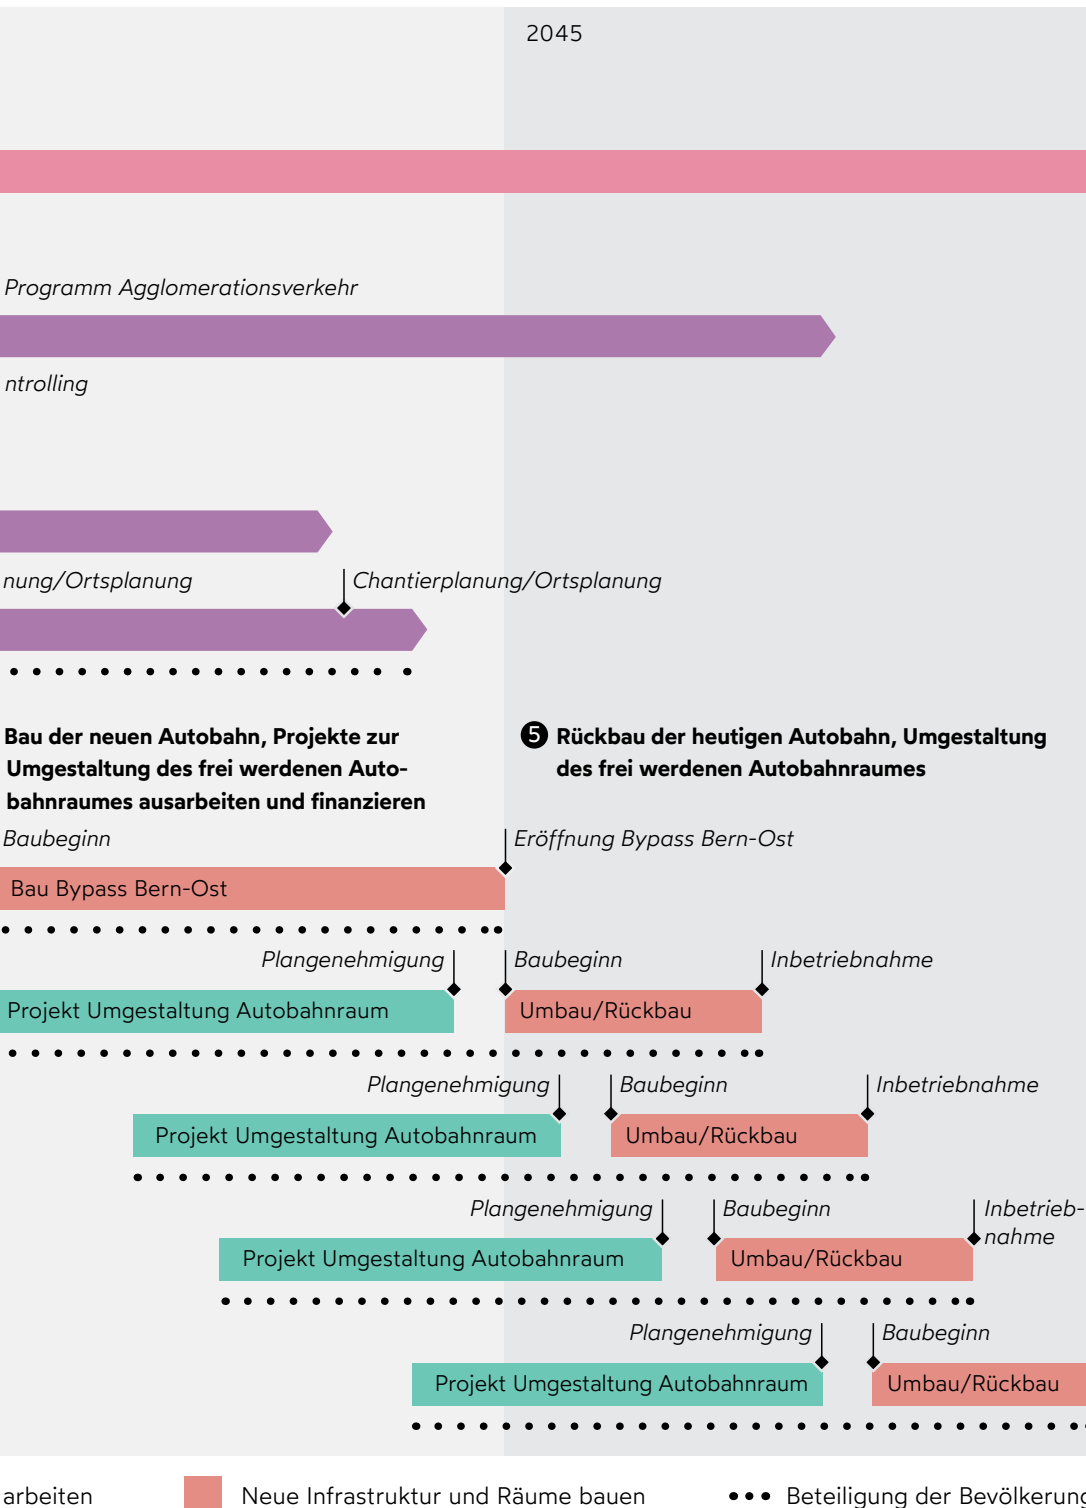 2045
Programm Agglomerationsverkehr
ntrolling
nung/Ortsplanung
Chantierplanung/Ortsplanung
Bau der neuen Autobahn, Projekte zur
Umgestaltung des frei werdenen Auto-
bahnraumes ausarbeiten und finanzieren
5 Rückbau der heutigen Autobahn, Umgestaltung
des frei werdenen Autobahnraumes
Baubeginn
Eröffnung Bypass Bern-Ost
Bau Bypass Bern-Ost
Plangenehmigung
Baubeginn
Inbetriebnahme
Projekt Umgestaltung Autobahnraum
Umbau/Rückbau
Plangenehmigung
Baubeginn
Inbetriebnahme
Projekt Umgestaltung Autobahnraum
Umbau/Rückbau
Plangenehmigung
Baubeginn
Inbetrieb-
nahme
Projekt Umgestaltung Autobahnraum
Umbau/Rückbau
Plangenehmigung
Baubeginn
Projekt Umgestaltung Autobahnraum
Umbau/Rückbau
arbeiten
Neue Infrastruktur und Räume bauen
Beteiligung der Bevölkerung